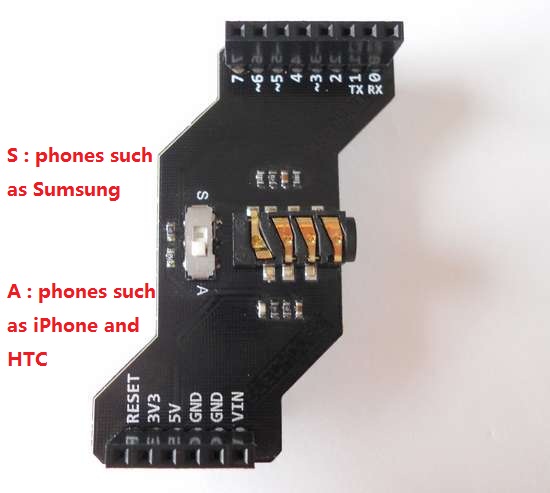 7
~6
~5
4
~3
2
TX 1
RX 0
S : phones such
as Sumsung
S
A
A : phones such
as iPhone and
HTC
RESET
3V3
5V
GND
GND
VIN